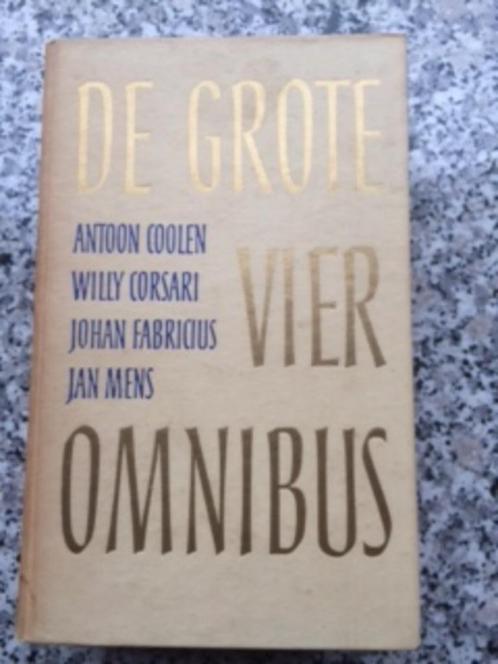 DE GROTE
ANTOON COOLEN
WILLY CORSARI
JOHAN FABRICIUS
JAN MENS
VIER
OMNIBUS